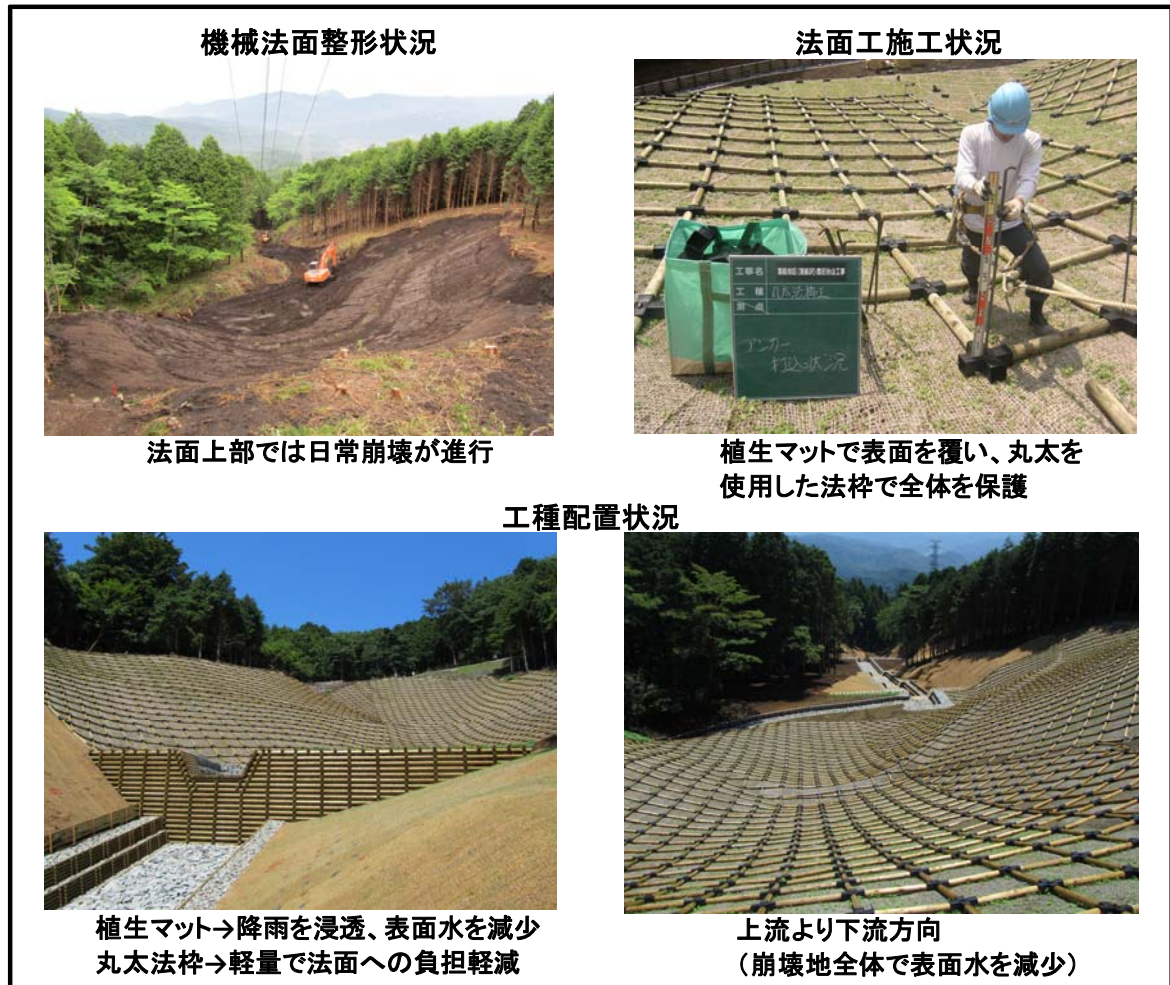 機械法面整形状況
法面工施工状況
工事名
工種
測点
アンカー
打込状況
法面上部では日常崩壊が進行
植生マットで表面を覆い、丸太を
使用した法枠で全体を保護
工種配置状況
植生マット→降雨を浸透、表面水を減少
丸太法枠→軽量で法面への負担軽減
上流より下流方向
（崩壊地全体で表面水を減少）